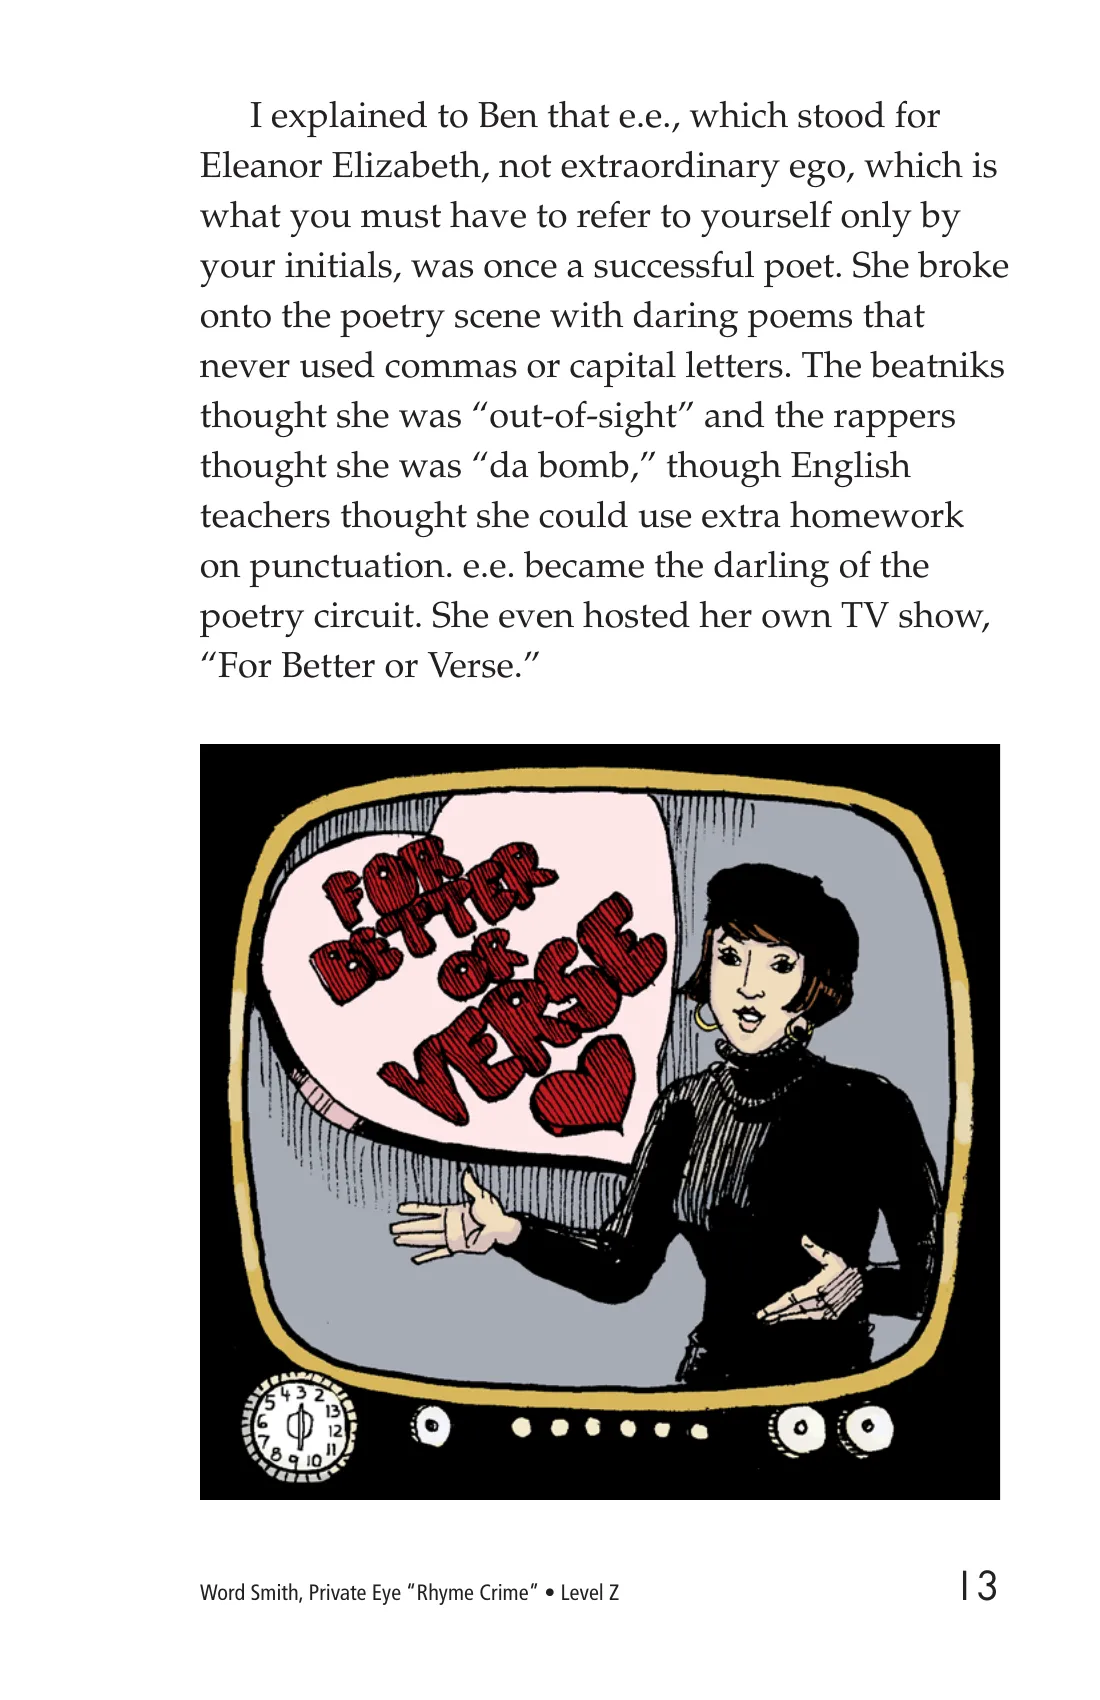 I explained to Ben that e.e., which stood for
Eleanor Elizabeth, not extraordinary ego, which is
what you must have to refer to yourself only by
your initials, was once a successful poet. She broke
onto the poetry scene with daring poems that
never used commas or capital letters. The beatniks
thought she was “out-of-sight” and the rappers
thought she was “da bomb,” though English
teachers thought she could use extra homework
on punctuation. e.e. became the darling of the
poetry circuit. She even hosted her own TV show,
“For Better or Verse.”
FOR
BETTER
OR
VERSE
5 4 3 2
6 13
7 12
8 9 10 11
Word Smith, Private Eye “Rhyme Crime” • Level Z 13